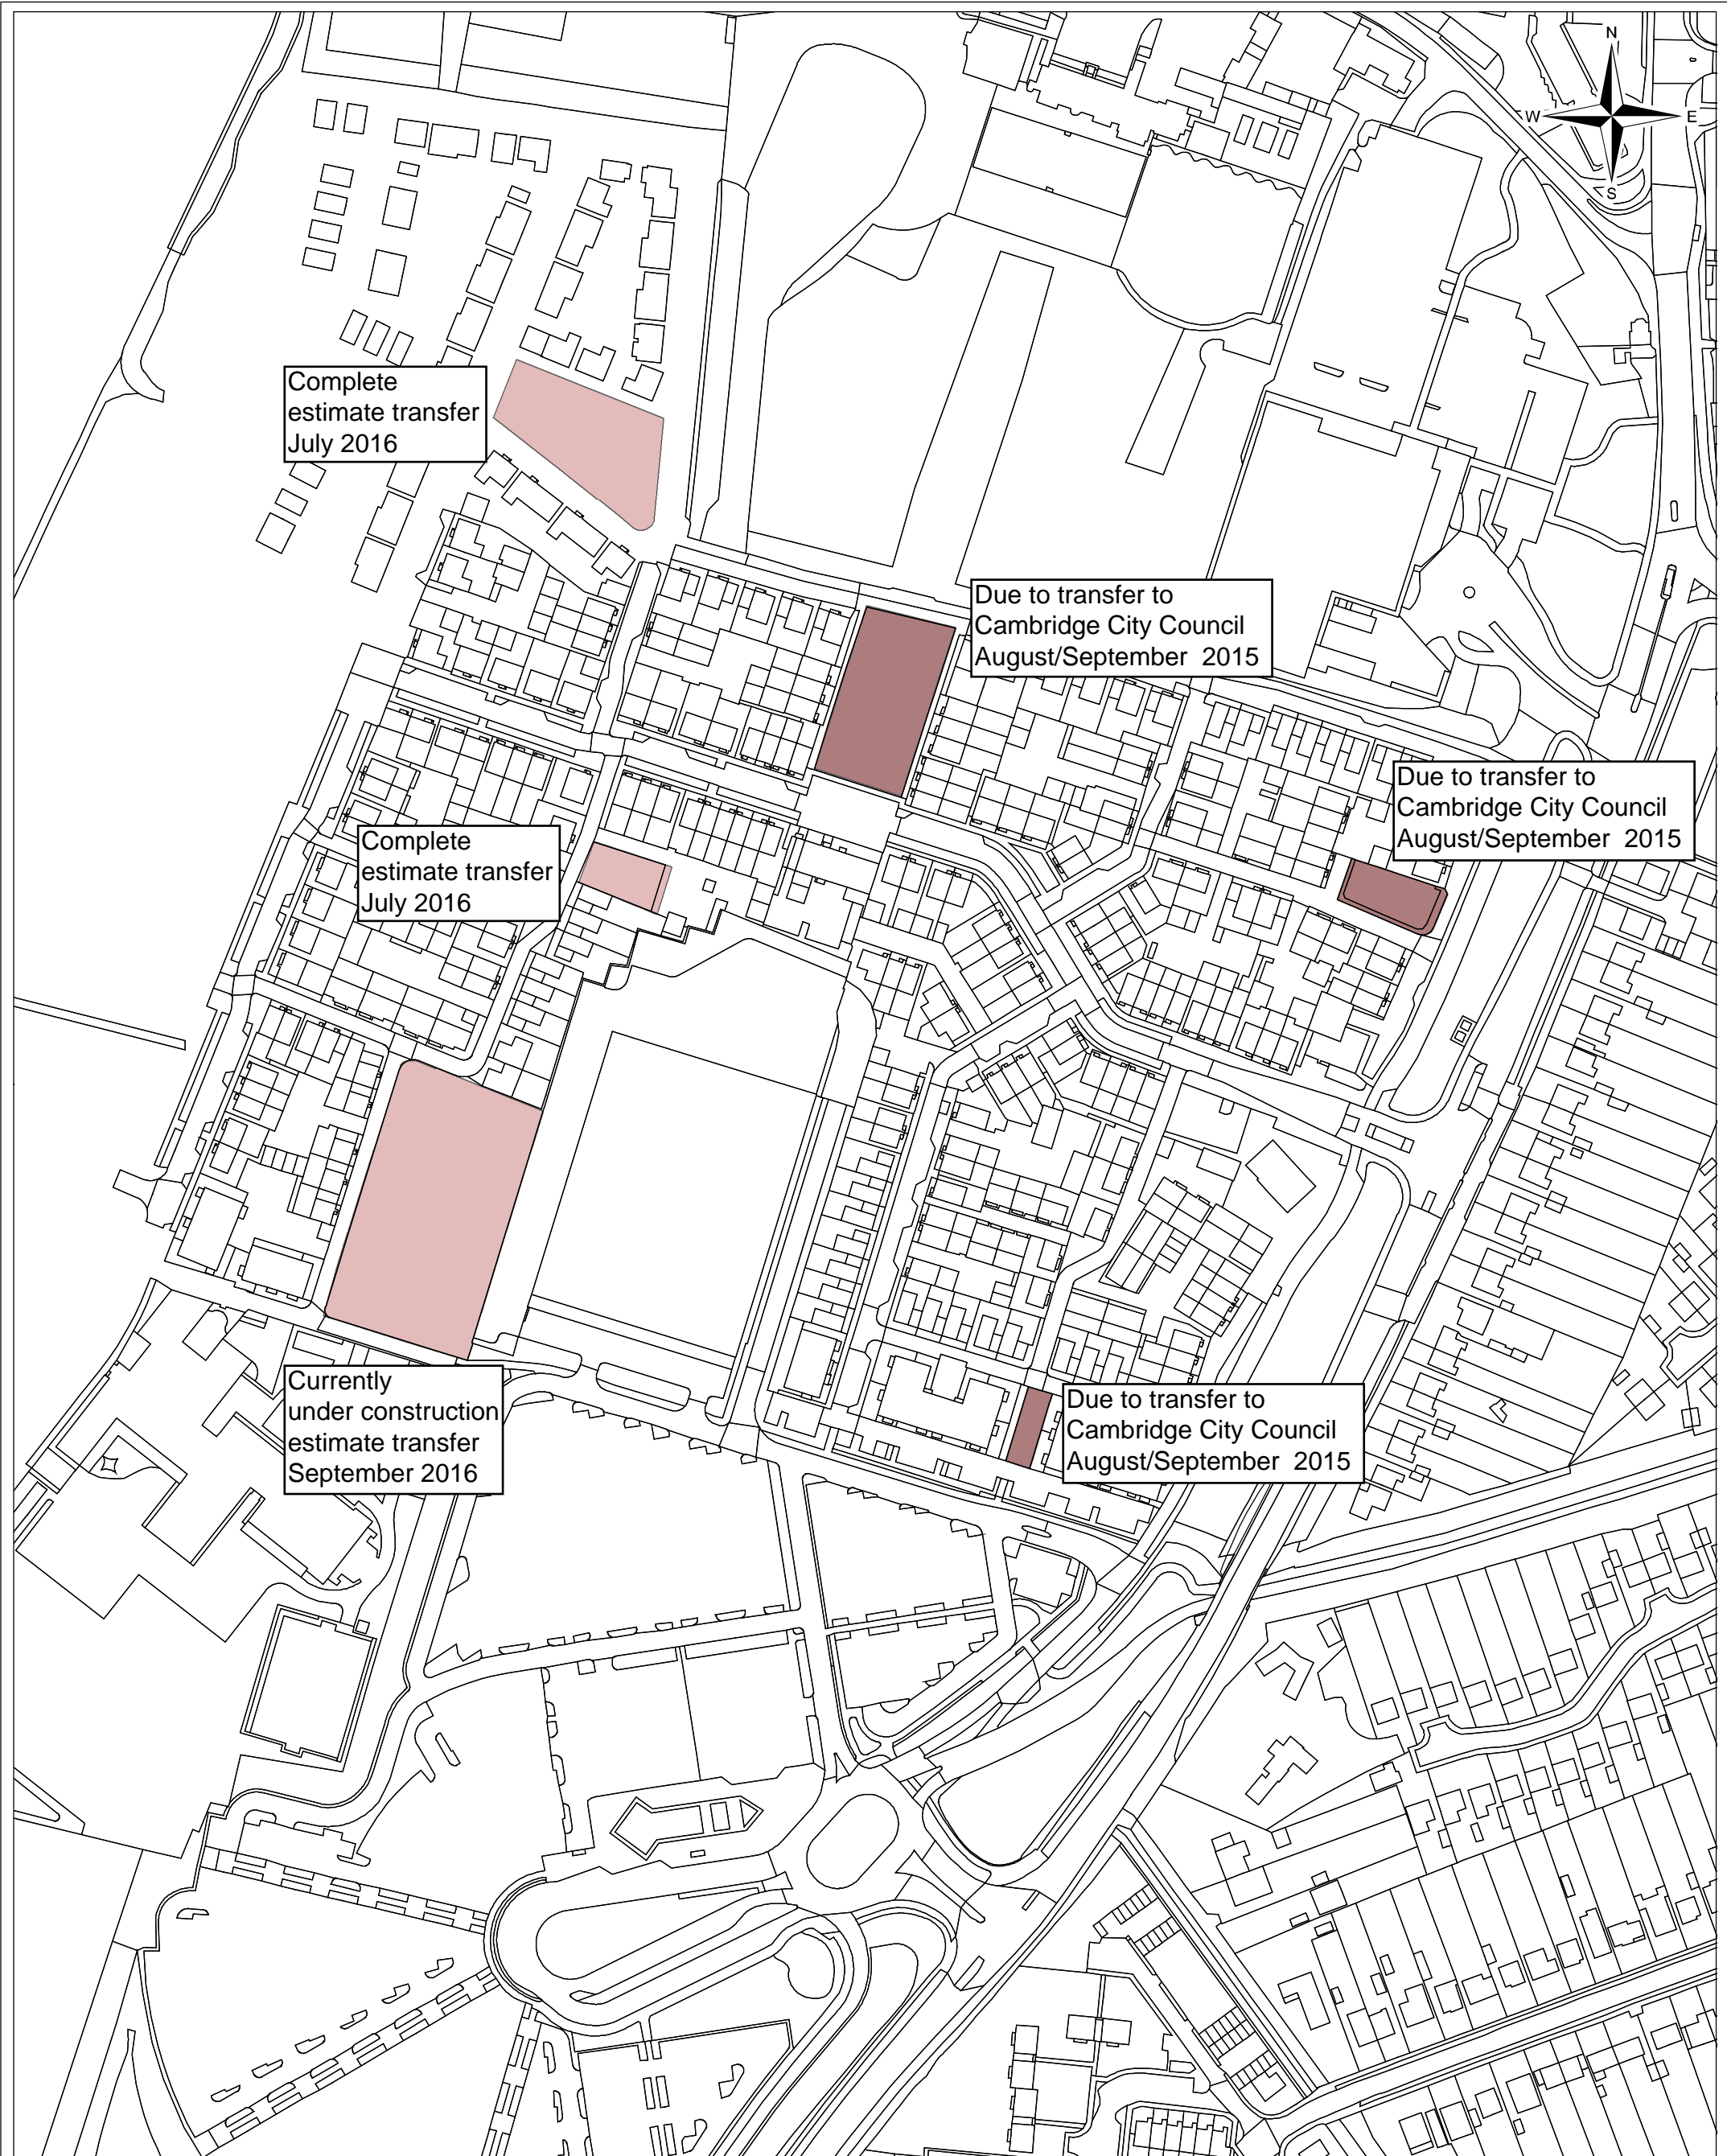 N
W
E
S
Complete
estimate transfer
July 2016
Due to transfer to
Cambridge City Council
August/September  2015
Due to transfer to
Cambridge City Council
August/September  2015
Complete
estimate transfer
July 2016
Currently
under construction
estimate transfer
September 2016
Due to transfer to
Cambridge City Council
August/September  2015